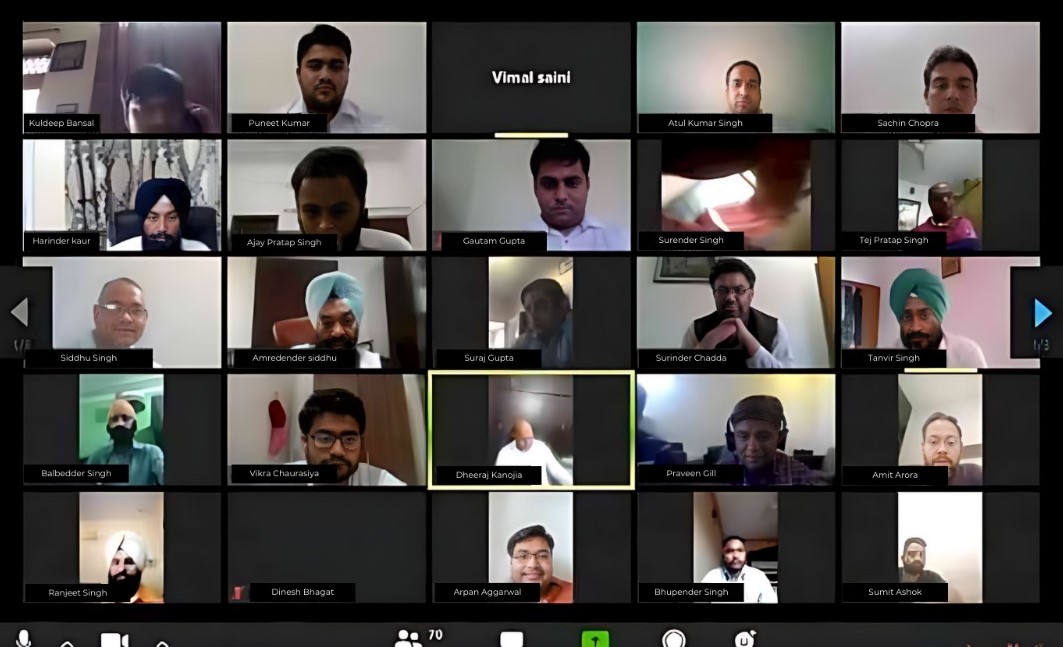 Vimal saini
Kuldeep Bansal
Puneet Kumar
Atul Kumar Singh
Sachin Chopra
Harinder kaur
Ajay Pratap Singh
Gautam Gupta
Surender Singh
Tej Pratap Singh
Siddhu Singh
Amredender siddhu
Suraj Gupta
Surinder Chadda
Tanvir Singh
Balbedder Singh
Vikra Chaurasiya
Dheeraj Kanojia
Praveen Gill
Amit Arora
Ranjeet Singh
Dinesh Bhagat
Arpan Aggarwal
Bhupender Singh
Sumit Ashok
70